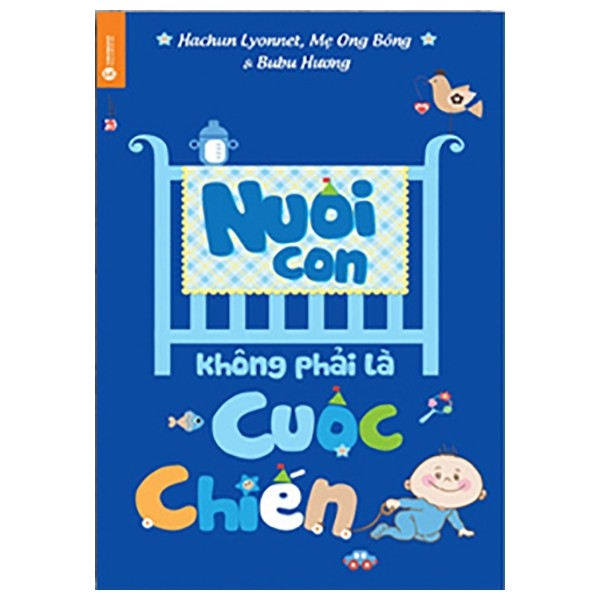 Hachun Lyonnet, Mẹ Ong Bông
& Bubu Hương
Nuôi
con
không phải là
Cuộc
Chiến